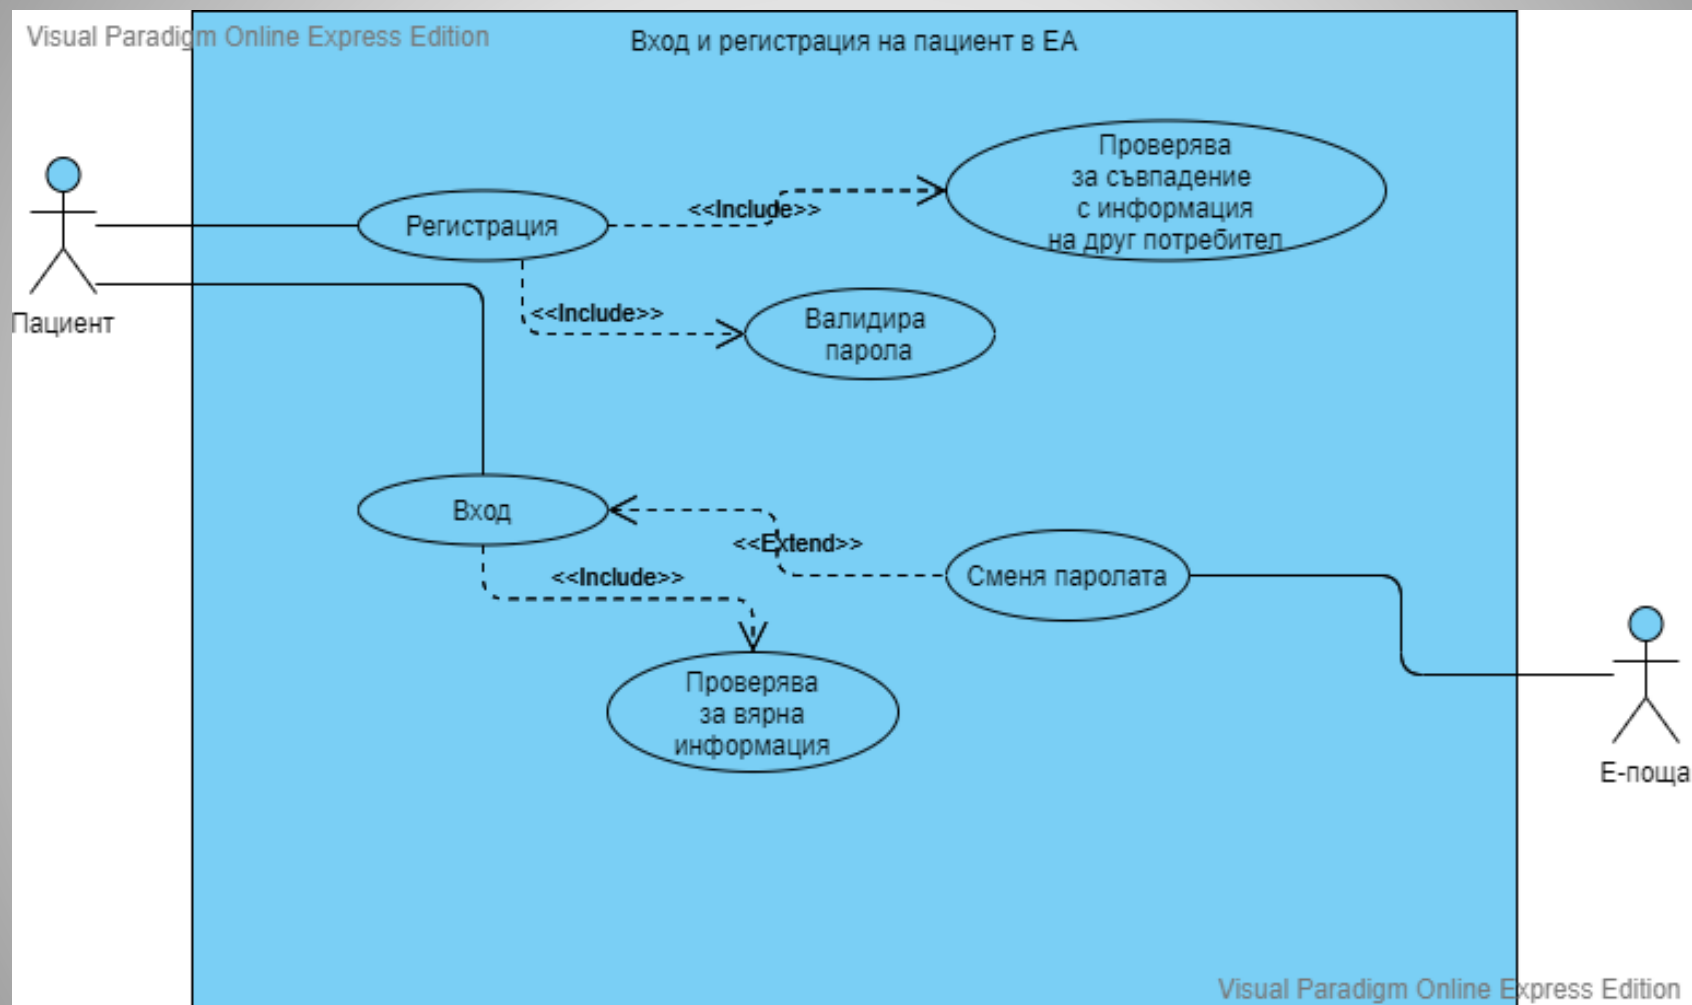 Visual Paradigm Online Express Edition
Вход и регистрация на пациент в ЕА
Проверява
за съвпадение
с информация
на друг потребител
<<Include>>
Регистрация
<<Include>>
Валидира
парола
Пациент
Вход
<<Extend>>
<<Include>>
Сменя паролата
Проверява
за вярна
информация
Е-поща
Visual Paradigm Online Express Edition